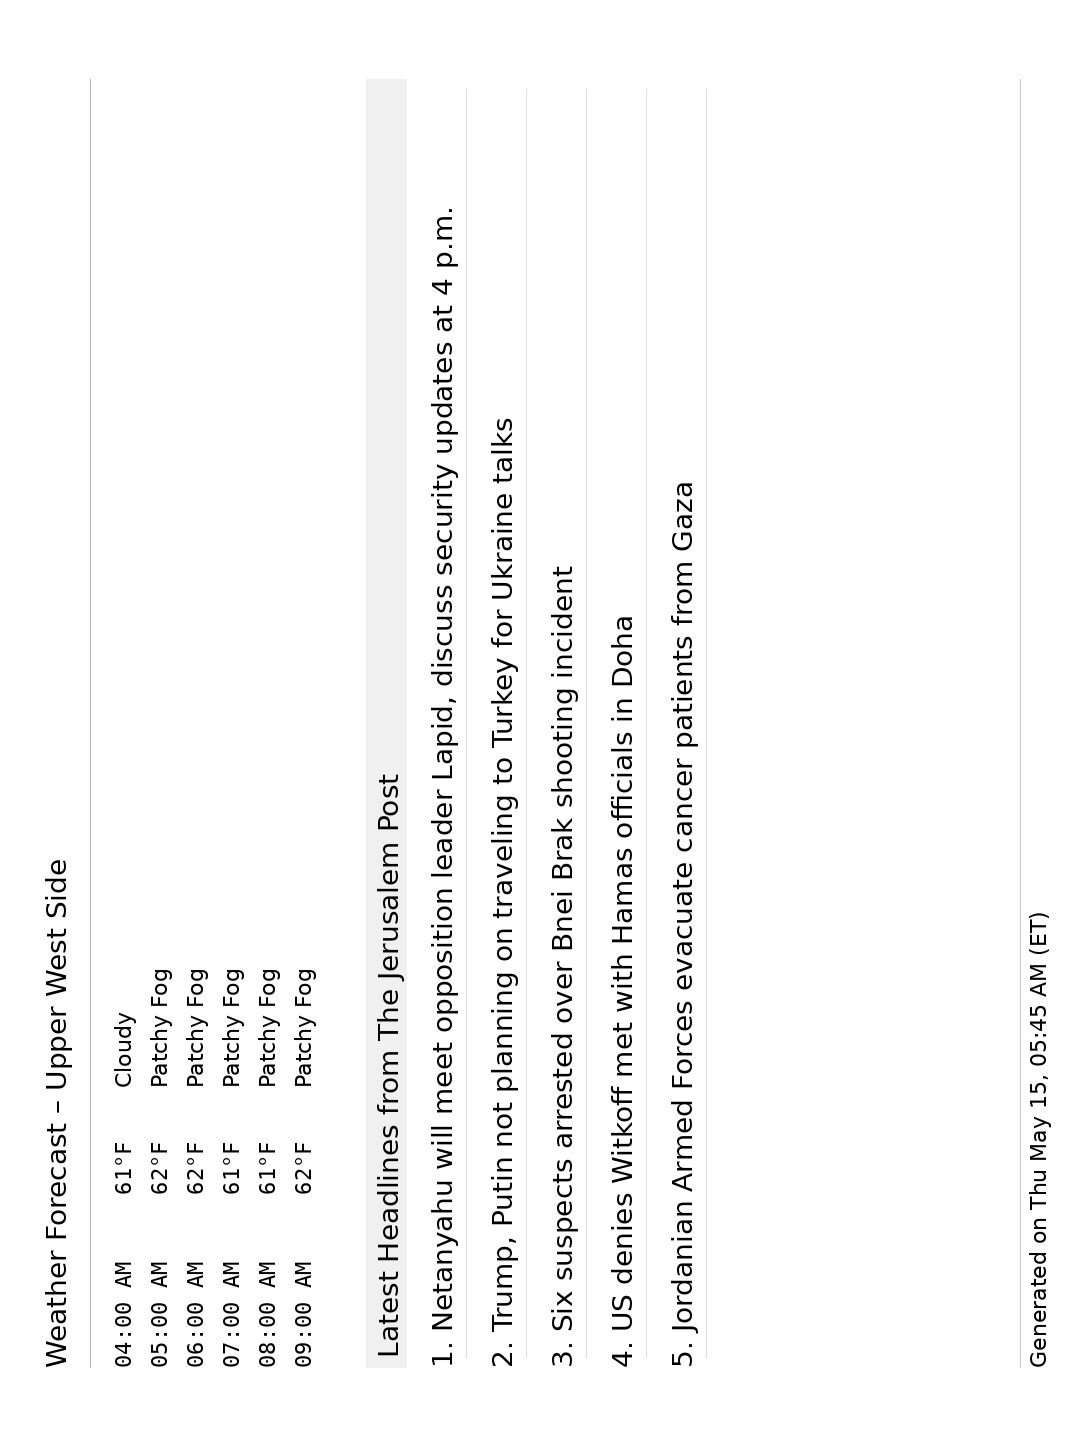 Weather Forecast – Upper West Side
04:00 AM 61°F Cloudy
05:00 AM 62°F Patchy Fog
06:00 AM 62°F Patchy Fog
07:00 AM 61°F Patchy Fog
08:00 AM 61°F Patchy Fog
09:00 AM 62°F Patchy Fog
Latest Headlines from The Jerusalem Post
1. Netanyahu will meet opposition leader Lapid, discuss security updates at 4 p.m.
2. Trump, Putin not planning on traveling to Turkey for Ukraine talks
3. Six suspects arrested over Bnei Brak shooting incident
4. US denies Witkoff met with Hamas officials in Doha
5. Jordanian Armed Forces evacuate cancer patients from Gaza
Generated on Thu May 15, 05:45 AM (ET)